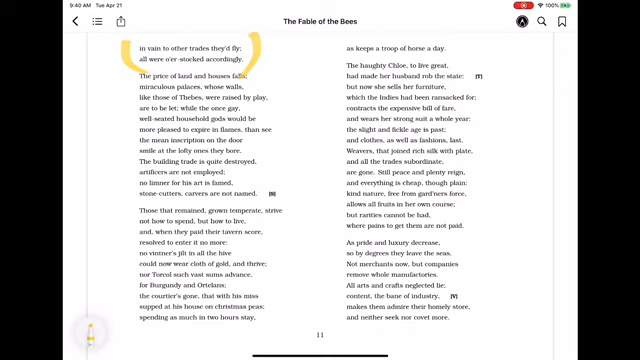 9:40 AM Tue Apr 21
100%
The Fable of the Bees
in vain to other trades they'd fly;
all were o'er-stocked accordingly.
The price of land and houses falls;
miraculous palaces, whose walls,
like those of Thebes, were raised by play,
are to be let; while the once gay,
well-seated household gods would be
more pleased to expire in flames, than see
the mean inscription on the door
smile at the lofty ones they bore.
The building trade is quite destroyed,
artificers are not employed;
no limner for his art is famed,
stone-cutters, carvers are not named. [S]
Those that remained, grown temperate, strive
not how to spend, but how to live,
and, when they paid their tavern score,
resolved to enter it no more:
no vintner's jilt in all the hive
could now wear cloth of gold, and thrive;
nor Torcol such vast sums advance,
for Burgundy and Ortelans;
the courtier's gone, that with his miss
supped at his house on christmas peas;
spending as much in two hours stay,
as keeps a troop of horse a day.
The haughty Chloe, to live great,
had made her husband rob the state: [T]
but now she sells her furniture,
which the Indies had been ransacked for;
contracts the expensive bill of fare,
and wears her strong suit a whole year:
the slight and fickle age is past;
and clothes, as well as fashions, last.
Weavers, that joined rich silk with plate,
and all the trades subordinate,
are gone. Still peace and plenty reign,
and everything is cheap, though plain:
kind nature, free from gard'ners force,
allows all fruits in her own course;
but rarities cannot be had,
where pains to get them are not paid.
As pride and luxury decrease,
so by degrees they leave the seas.
Not merchants now, but companies
remove whole manufactories.
All arts and crafts neglected lie;
content, the bane of industry, [V]
makes them admire their homely store,
and neither seek nor covet more.
11